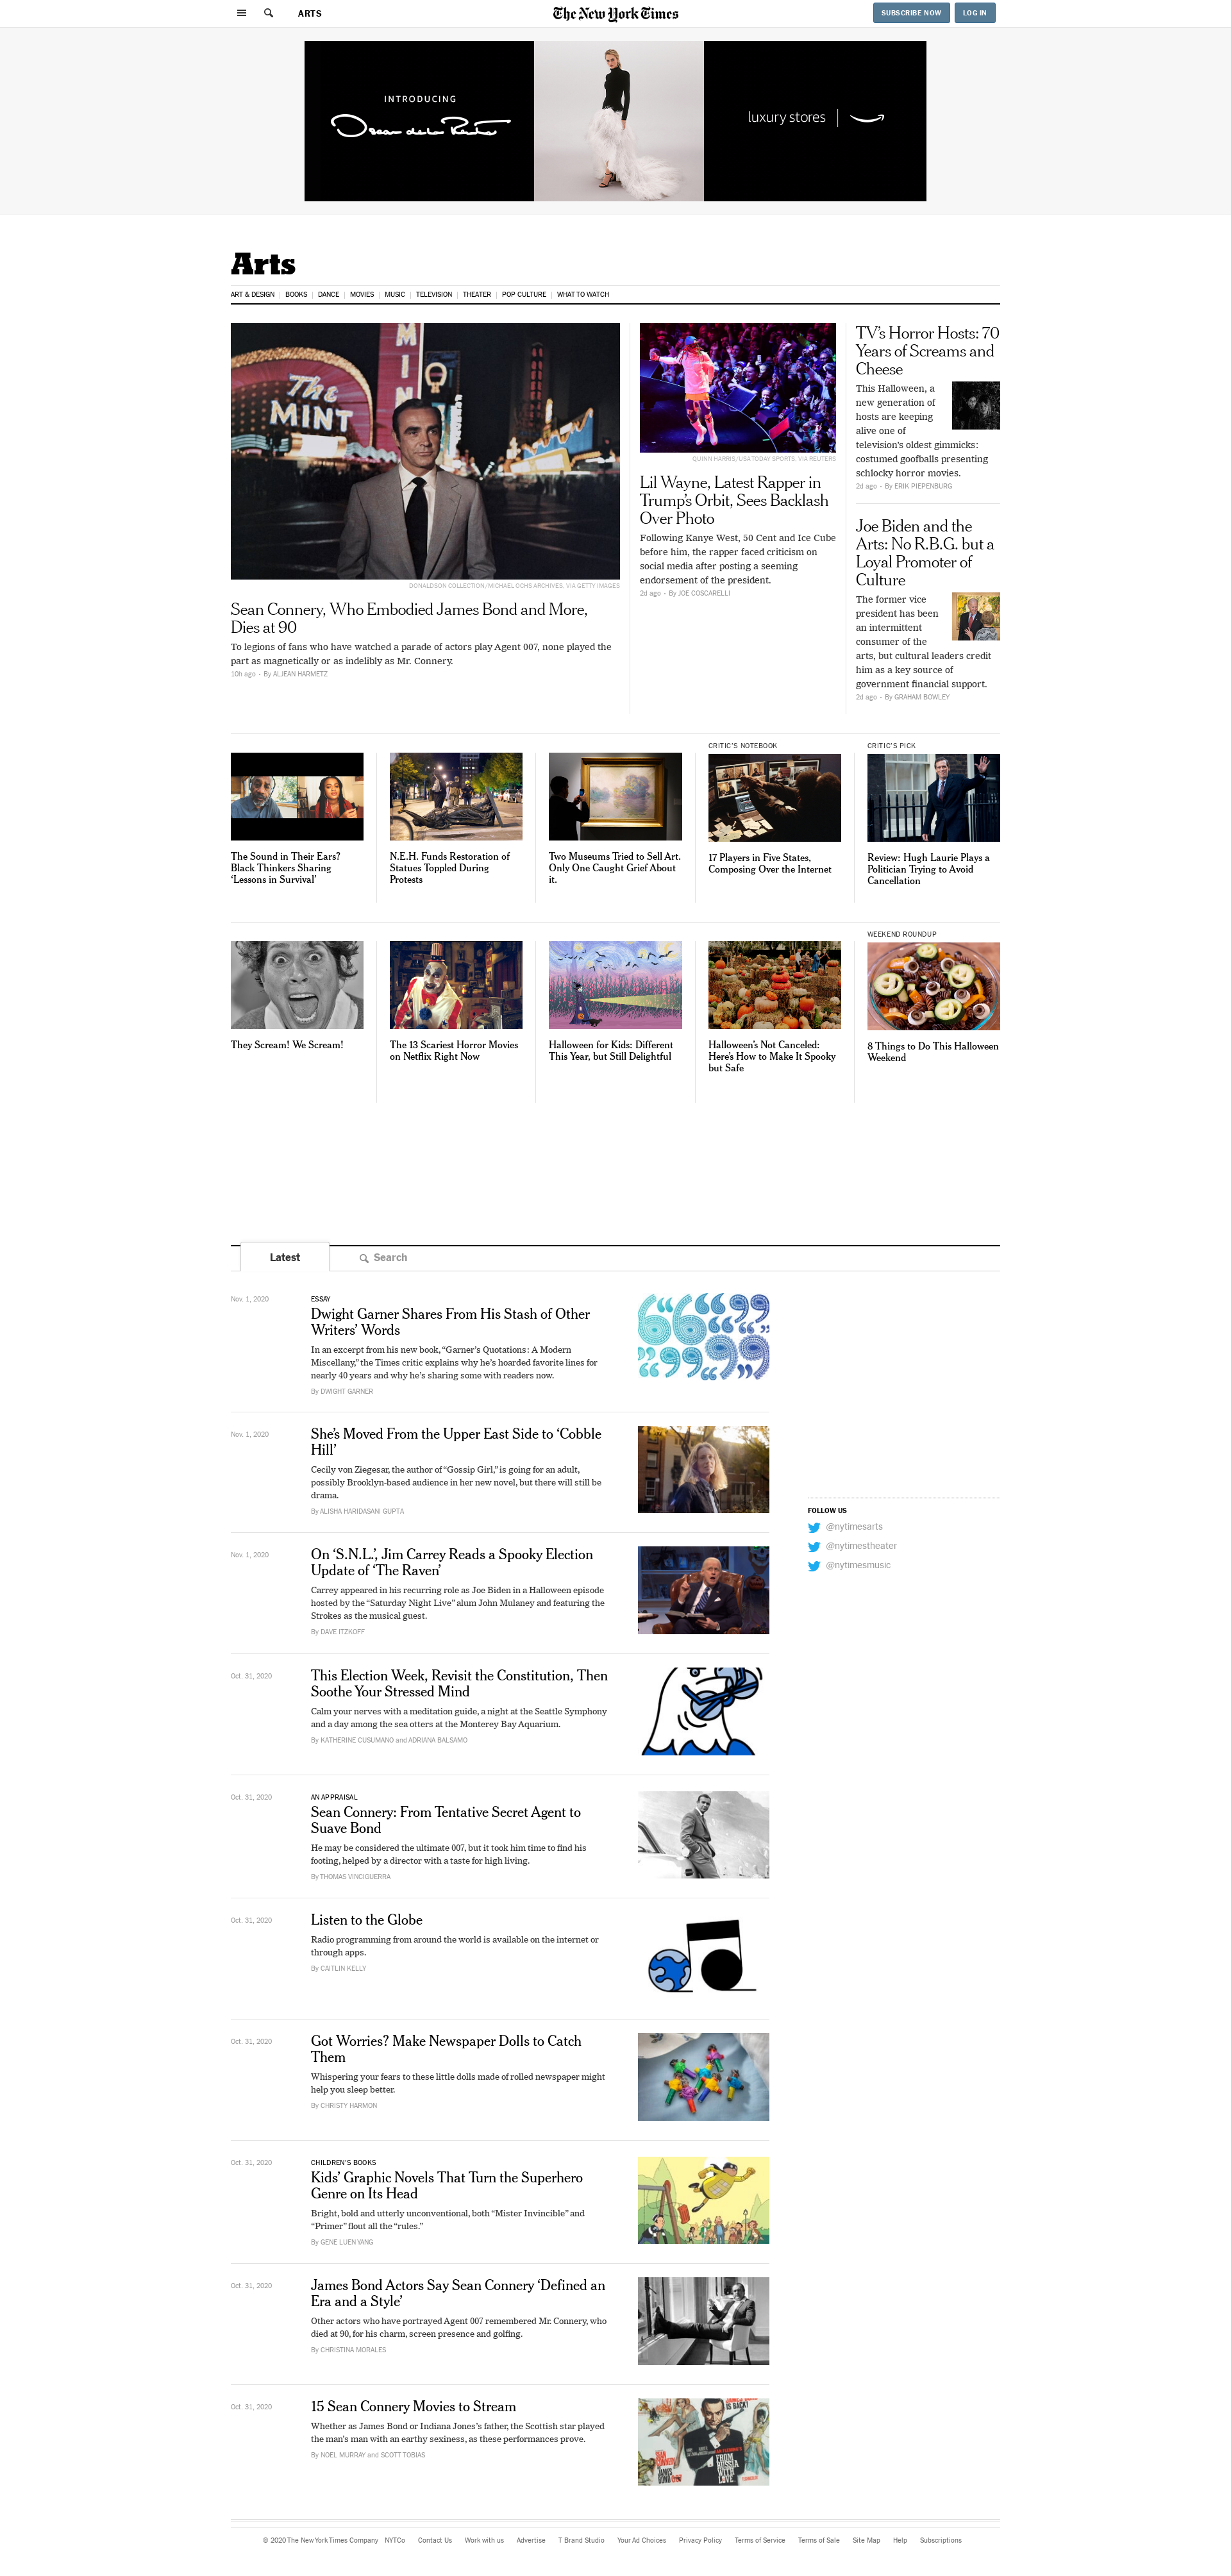 ARTS
The New York Times
SUBSCRIBE NOW
LOG IN
INTRODUCING
Oscar de la Renta
luxury stores
Arts
ART & DESIGN
BOOKS
DANCE
MOVIES
MUSIC
TELEVISION
THEATER
POP CULTURE
WHAT TO WATCH
The MINT
DONALDSON COLLECTION/MICHAEL OCHS ARCHIVES, VIA GETTY IMAGES
Sean Connery, Who Embodied James Bond and More,
Dies at 90
To legions of fans who have watched a parade of actors play Agent 007, none played the
part as magnetically or as indelibly as Mr. Connery.
10h ago - By ALJEAN HARMETZ
QUINN HARRIS/USA TODAY SPORTS, VIA REUTERS
Lil Wayne, Latest Rapper in
Trump’s Orbit, Sees Backlash
Over Photo
Following Kanye West, 50 Cent and Ice Cube
before him, the rapper faced criticism on
social media after posting a seeming
endorsement of the president.
2d ago - By JOE COSCARELLI
TV’s Horror Hosts: 70
Years of Screams and
Cheese
This Halloween, a
new generation of
hosts are keeping
alive one of
television’s oldest gimmicks:
costumed goofballs presenting
schlocky horror movies.
2d ago - By ERIK PIEPENBURG
Joe Biden and the
Arts: No R.B.G. but a
Loyal Promoter of
Culture
The former vice
president has been
an intermittent
consumer of the
arts, but cultural leaders credit
him as a key source of
government financial support.
2d ago - By GRAHAM BOWLEY
The Sound in Their Ears?
Black Thinkers Sharing
‘Lessons in Survival’
N.E.H. Funds Restoration of
Statues Toppled During
Protests
Two Museums Tried to Sell Art.
Only One Caught Grief About
it.
CRITIC’S NOTEBOOK
17 Players in Five States,
Composing Over the Internet
CRITIC’S PICK
Review: Hugh Laurie Plays a
Politician Trying to Avoid
Cancellation
They Scream! We Scream!
The 13 Scariest Horror Movies
on Netflix Right Now
Halloween for Kids: Different
This Year, but Still Delightful
Halloween’s Not Canceled:
Here’s How to Make It Spooky
but Safe
WEEKEND ROUNDUP
8 Things to Do This Halloween
Weekend
Latest
Search
Nov. 1, 2020
ESSAY
Dwight Garner Shares From His Stash of Other
Writers’ Words
In an excerpt from his new book, “Garner’s Quotations: A Modern
Miscellany,” the Times critic explains why he’s hoarded favorite lines for
nearly 40 years and why he’s sharing some with readers now.
By DWIGHT GARNER
Nov. 1, 2020
She’s Moved From the Upper East Side to ‘Cobble
Hill’
Cecily von Ziegesar, the author of “Gossip Girl,” is going for an adult,
possibly Brooklyn-based audience in her new novel, but there will still be
drama.
By ALISHA HARIDASANI GUPTA
Nov. 1, 2020
On ‘S.N.L.’, Jim Carrey Reads a Spooky Election
Update of ‘The Raven’
Carrey appeared in his recurring role as Joe Biden in a Halloween episode
hosted by the “Saturday Night Live” alum John Mulaney and featuring the
Strokes as the musical guest.
By DAVE ITZKOFF
Oct. 31, 2020
This Election Week, Revisit the Constitution, Then
Soothe Your Stressed Mind
Calm your nerves with a meditation guide, a night at the Seattle Symphony
and a day among the sea otters at the Monterey Bay Aquarium.
By KATHERINE CUSUMANO and ADRIANA BALSAMO
Oct. 31, 2020
AN APPRAISAL
Sean Connery: From Tentative Secret Agent to
Suave Bond
He may be considered the ultimate 007, but it took him time to find his
footing, helped by a director with a taste for high living.
By THOMAS VINCIGUERRA
Oct. 31, 2020
Listen to the Globe
Radio programming from around the world is available on the internet or
through apps.
By CAITLIN KELLY
Oct. 31, 2020
Got Worries? Make Newspaper Dolls to Catch
Them
Whispering your fears to these little dolls made of rolled newspaper might
help you sleep better.
By CHRISTY HARMON
Oct. 31, 2020
CHILDREN’S BOOKS
Kids’ Graphic Novels That Turn the Superhero
Genre on Its Head
Bright, bold and utterly unconventional, both “Mister Invincible” and
“Primer” flout all the “rules.”
By GENE LUEN YANG
Oct. 31, 2020
James Bond Actors Say Sean Connery ‘Defined an
Era and a Style’
Other actors who have portrayed Agent 007 remembered Mr. Connery, who
died at 90, for his charm, screen presence and golfing.
By CHRISTINA MORALES
Oct. 31, 2020
15 Sean Connery Movies to Stream
Whether as James Bond or Indiana Jones’s father, the Scottish star played
the man’s man with an earthy sexiness, as these performances prove.
By NOEL MURRAY and SCOTT TOBIAS
IS BACK!
FROM RUSSIA WITH LOVE
FOLLOW US
@nytimesarts
@nytimestheater
@nytimesmusic
© 2020 The New York Times Company
NYTCo
Contact Us
Work with us
Advertise
T Brand Studio
Your Ad Choices
Privacy Policy
Terms of Service
Terms of Sale
Site Map
Help
Subscriptions